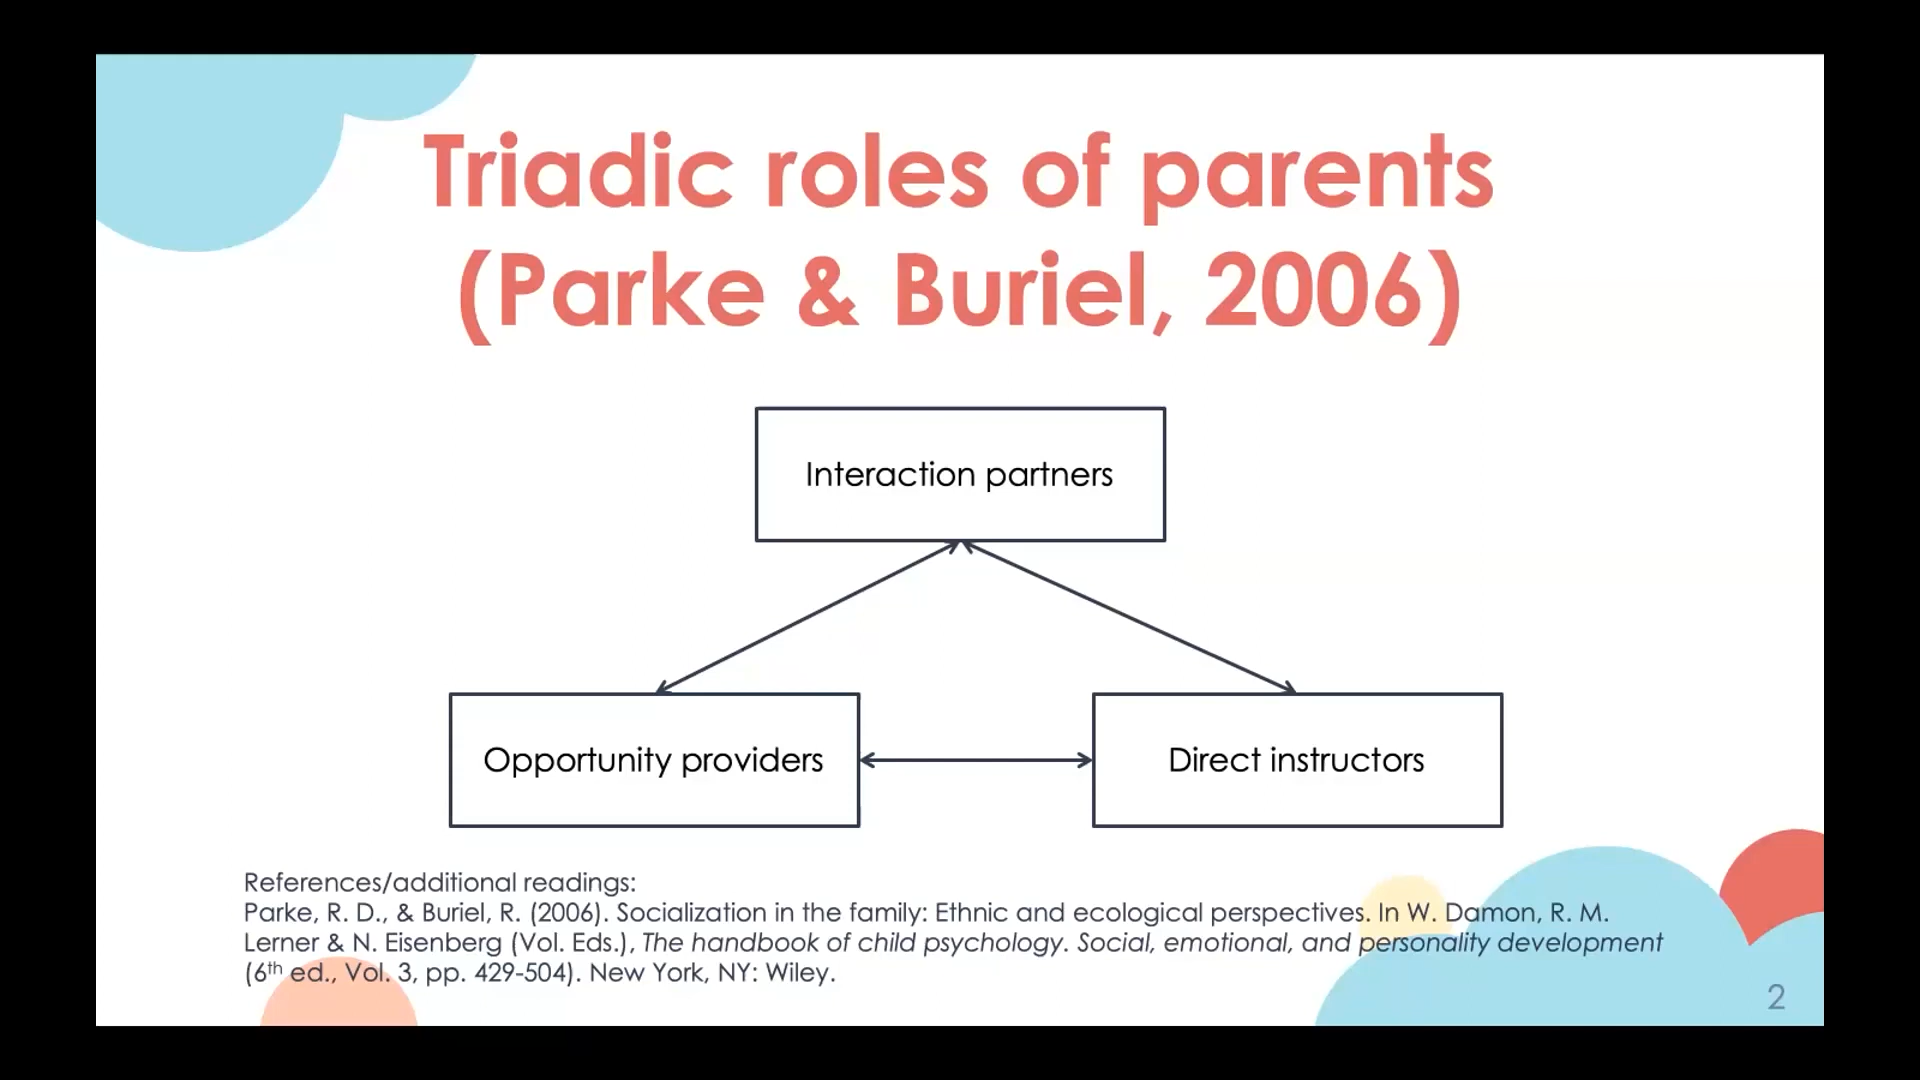 Triadic roles of parents
(Parke & Buriel, 2006)
Interaction partners
Opportunity providers
Direct instructors
References/additional readings:
Parke, R. D., & Buriel, R. (2006). Socialization in the family: Ethnic and ecological perspectives. In W. Damon, R. M.
Lerner & N. Eisenberg (Vol. Eds.), The handbook of child psychology. Social, emotional, and personality development
(6th ed., Vol. 3, pp. 429-504). New York, NY: Wiley.
2